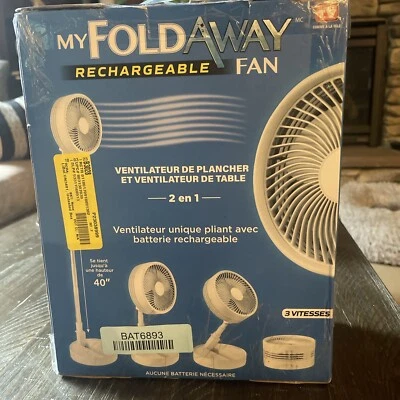 MY FOLDAWAY MC
RECHARGEABLE FAN
VENTILATEUR DE PLANCHER
ET VENTILATEUR DE TABLE
2 en 1
Ventilateur unique pliant avec
batterie rechargeable
Se tient
jusqu'à
une hauteur
de
40"
3 VITESSES
BAT6893
AUCUNE BATTERIE NÉCESSAIRE